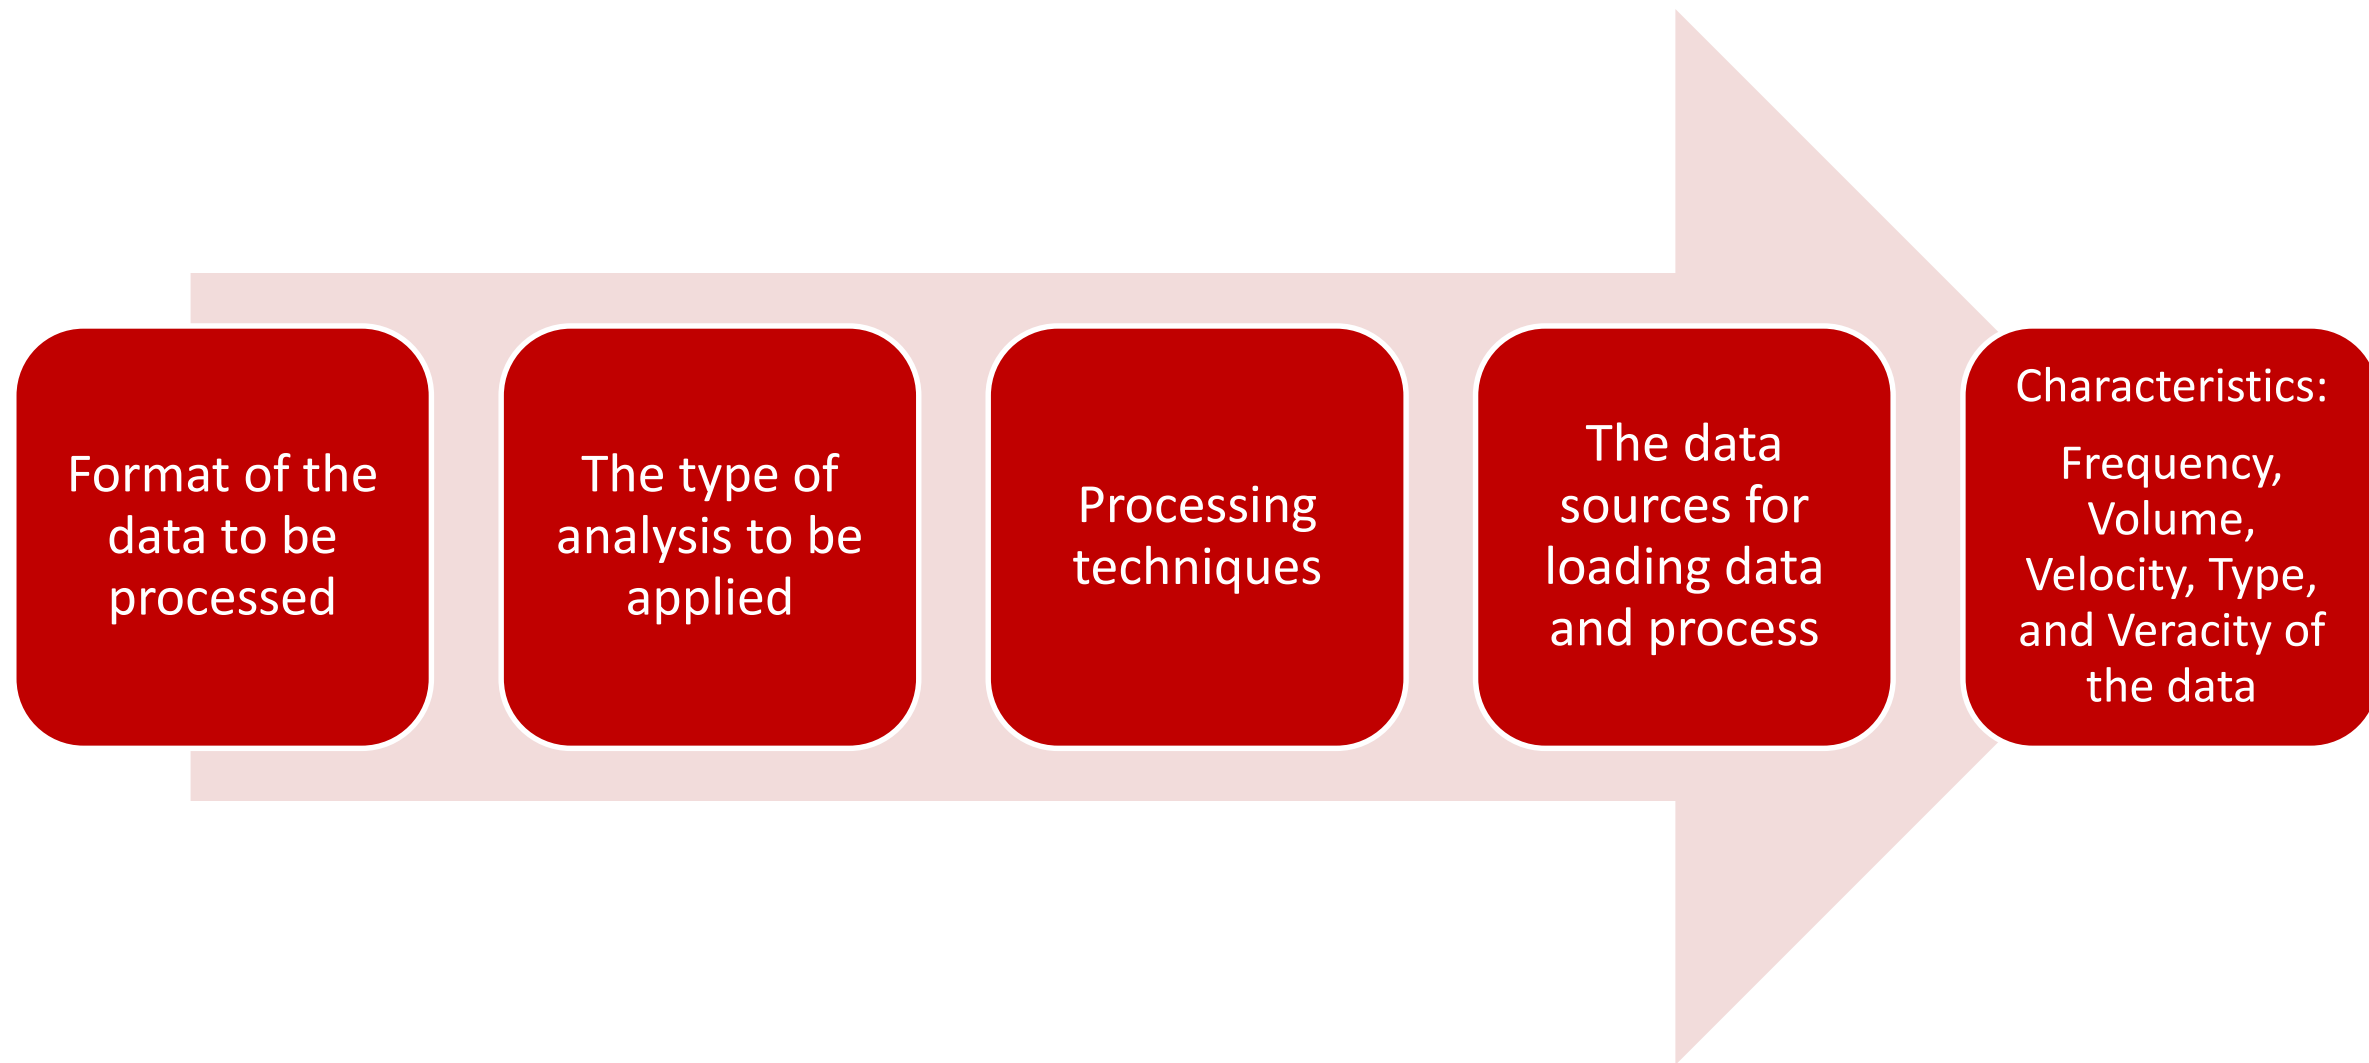 Format of the
data to be
processed
The type of
analysis to be
applied
Processing
techniques
The data
sources for
loading data
and process
Characteristics:
Frequency,
Volume,
Velocity, Type,
and Veracity of
the data